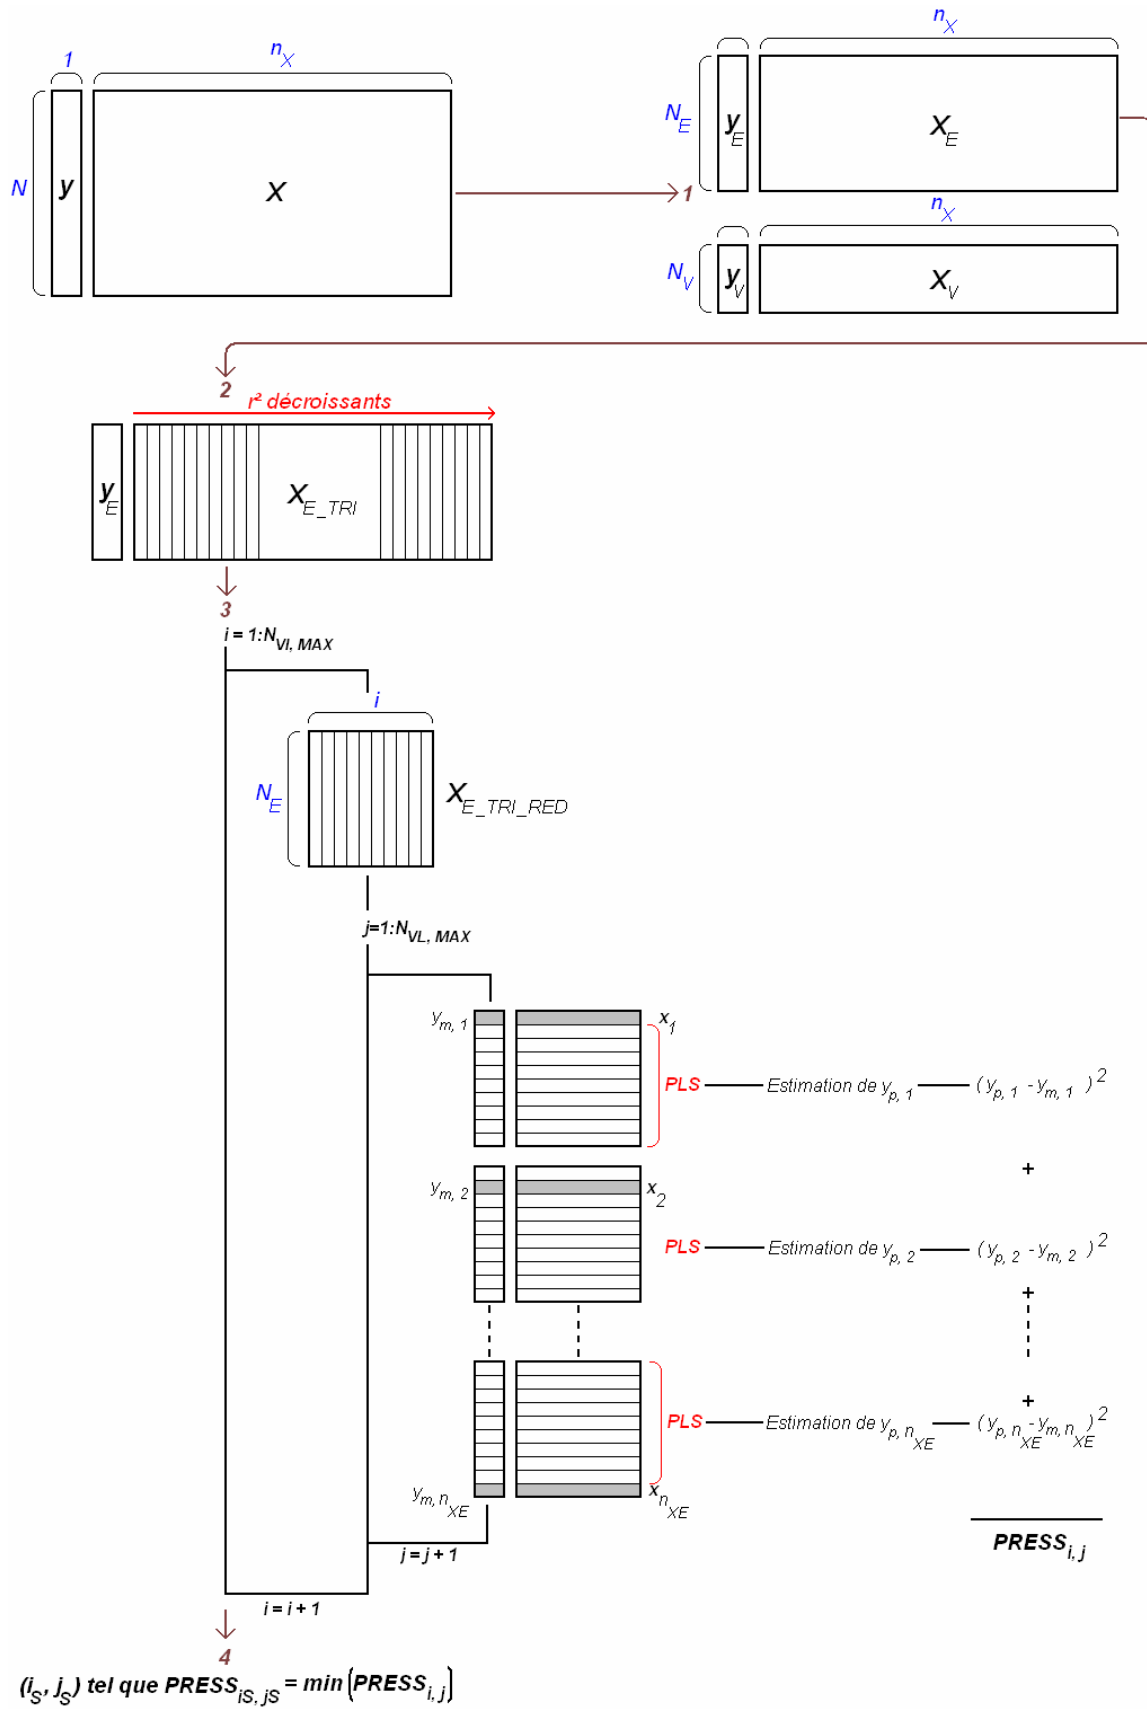 1
n_X
N
y
X
1
n_X
N_E
y_E
X_E
n_X
N_V
y_V
X_V
2
r² décroissants
y_E
X_E_TRI
3
i = 1:N_VI, MAX
i
N_E
X_E_TRI_RED
j=1:N_VL, MAX
y_m, 1
x_1
PLS
Estimation de y_p, 1
(y_p, 1 - y_m, 1)²
+
y_m, 2
x_2
PLS
Estimation de y_p, 2
(y_p, 2 - y_m, 2)²
+
+
PLS
Estimation de y_p, n_XE
(y_p, n_XE - y_m, n_XE)²
y_m, n_XE
x_n_XE
PRESS_i, j
j = j + 1
i = i + 1
4
(i_S, j_S) tel que PRESS_iS, jS = min(PRESS_i, j)